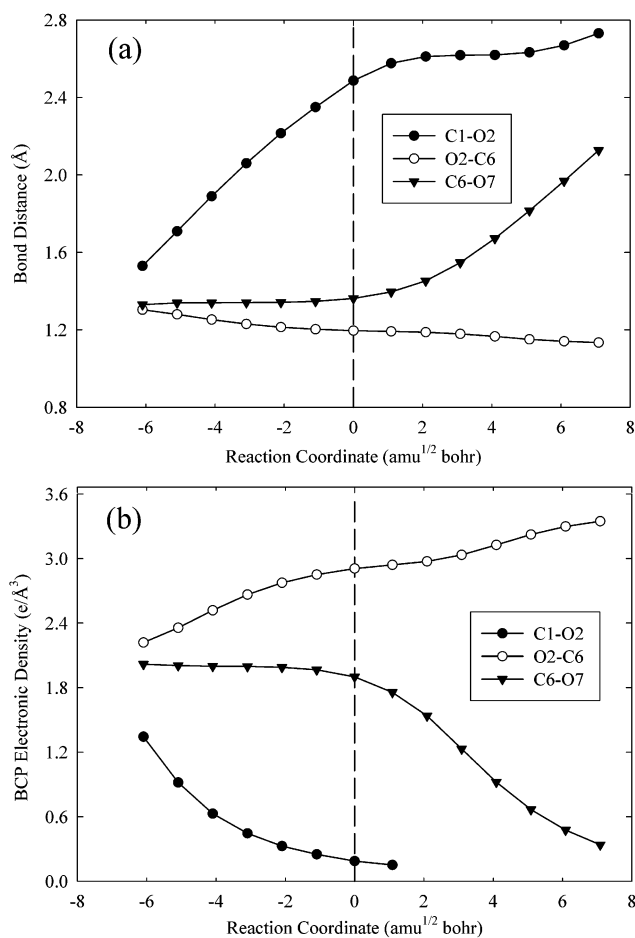 2.8
(a)
2.4
C1-O2
O2-C6
C6-O7
2.0
Bond Distance (Å)
1.6
1.2
0.8
-8 -6 -4 -2 0 2 4 6 8
Reaction Coordinate (amu1/2 bohr)
3.6
(b)
3.0
2.4
C1-O2
O2-C6
C6-O7
BCP Electronic Density (e/Å3)
1.8
1.2
0.6
0.0
-8 -6 -4 -2 0 2 4 6 8
Reaction Coordinate (amu1/2 bohr)